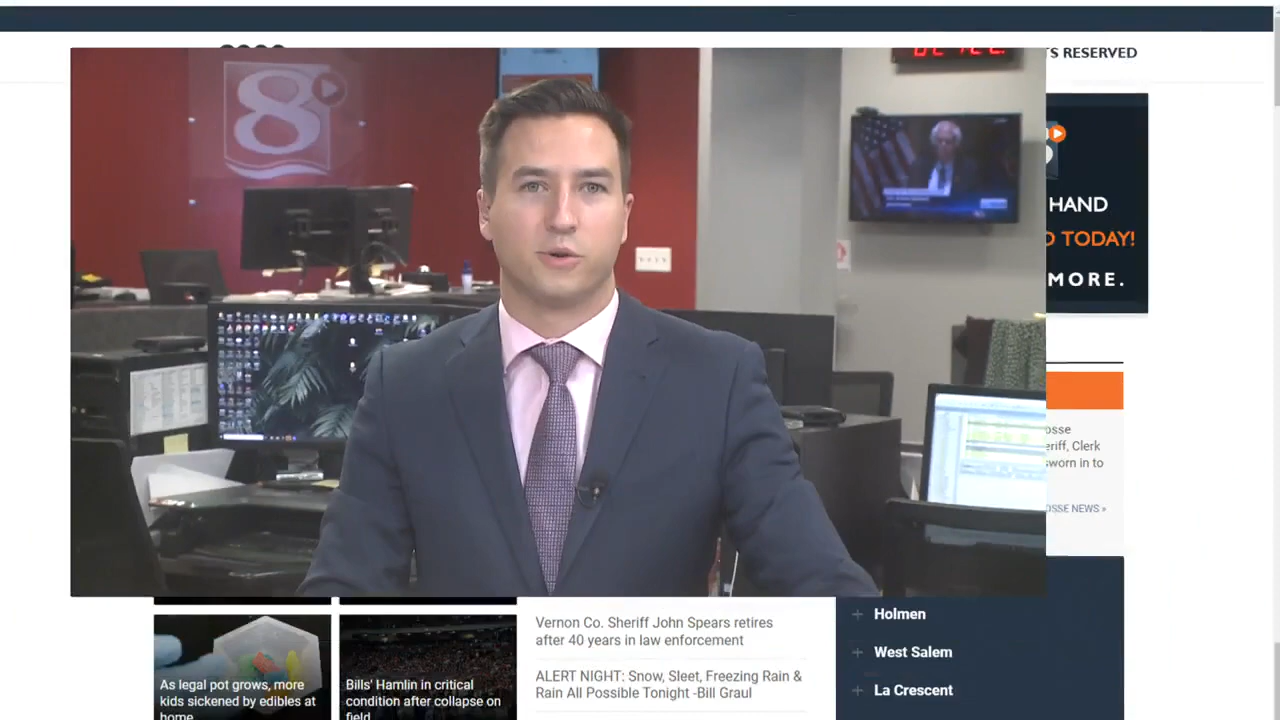 TS RESERVED
8
HAND
D TODAY!
MORE.
osse
eriff, Clerk
sworn in to
OSSE NEWS »
Holmen
West Salem
La Crescent
Vernon Co. Sheriff John Spears retires
after 40 years in law enforcement
ALERT NIGHT: Snow, Sleet, Freezing Rain &
Rain All Possible Tonight -Bill Graul
As legal pot grows, more
kids sickened by edibles at
home
Bills' Hamlin in critical
condition after collapse on
field